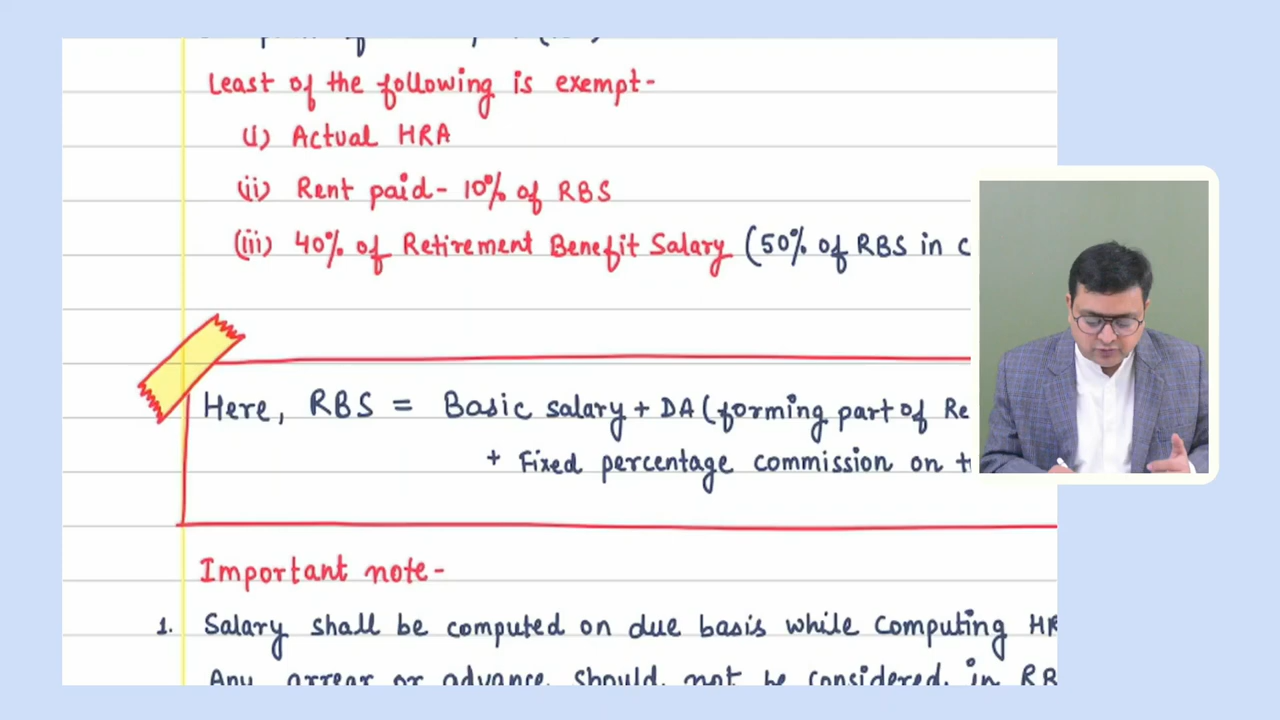 Least of the following is exempt-
(i) Actual HRA
(ii) Rent paid- 10% of RBS
(iii) 40% of Retirement Benefit Salary (50% of RBS in
Here, RBS = Basic salary + DA (forming part of
+ Fixed percentage commission on
Important note-
1. Salary shall be computed on due basis while computing
Any arrear or advance should not be considered in